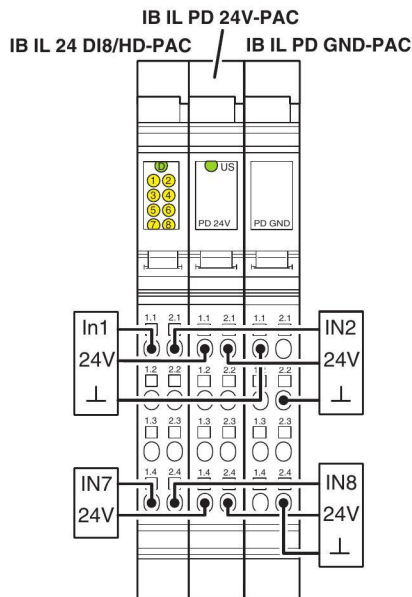 IB IL PD 24V-PAC
IB IL 24 DI8/HD-PAC IB IL PD GND-PAC
D US
1 2
3 4
5 6
7 8 PD 24V PD GND
1.1 2.1 1.1 2.1 1.1 2.1
In1 IN2
24V 24V
1.2 2.2 1.2 2.2 2.2
1.3 2.3 1.3 2.3 1.3 2.3
1.4 2.4 1.4 2.4 1.4 2.4
IN7 IN8
24V 24V